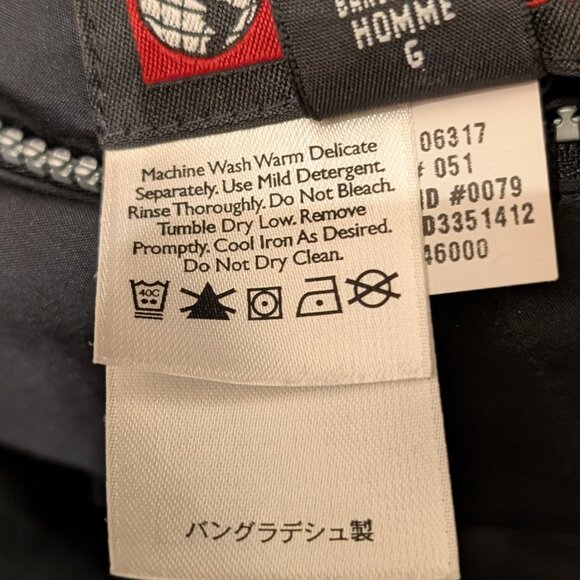 HOMME
G
Machine Wash Warm Delicate
Separately. Use Mild Detergent.
Rinse Thoroughly. Do Not Bleach.
Tumble Dry Low. Remove
Promptly. Cool Iron As Desired.
Do Not Dry Clean.
40C
06317
051
#0079
D3351412
46000
バングラデシュ製